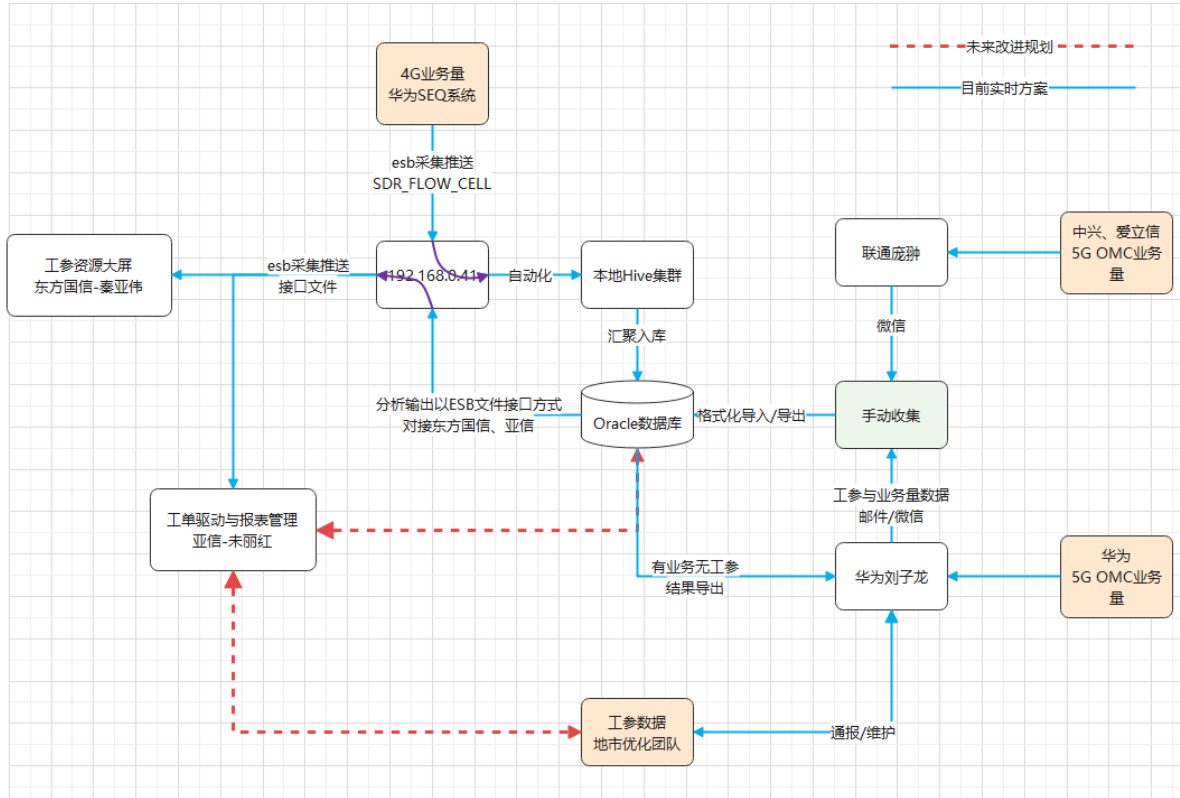 未来改进规划
4G业务量
华为SEQ系统
目前实时方案
esb采集推送
SDR_FLOW_CELL
中兴、爱立信
5G OMC业务
量
联通庞翀
工参资源大屏
东方国信-秦亚伟
esb采集推送
接口文件
192.168.0.41
自动化
本地Hive集群
微信
汇聚入库
分析输出以ESB文件接口方式
对接东方国信、亚信
Oracle数据库
格式化导入/导出
手动收集
工参与业务量数据
邮件/微信
工单驱动与报表管理
亚信-未丽红
有业务无工参
结果导出
华为刘子龙
华为
5G OMC业务
量
工参数据
地市优化团队
通报/维护